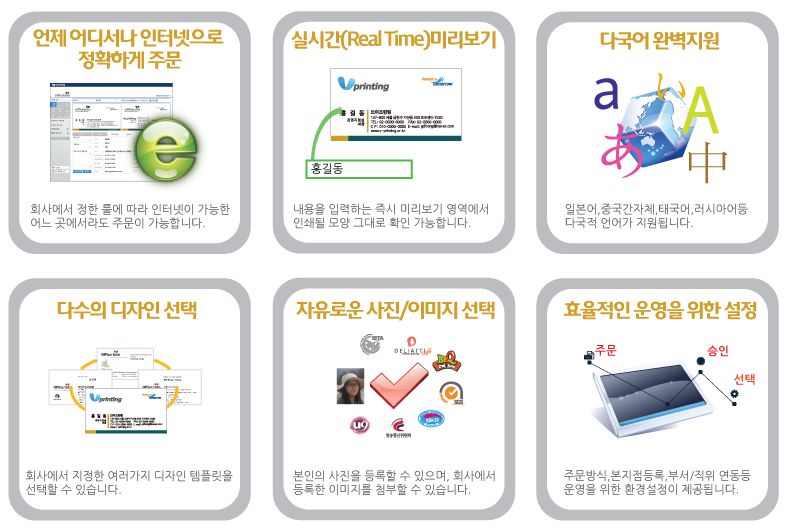 언제 어디서나 인터넷으로
정확하게 주문
회사에서 정한 룰에 따라 인터넷이 가능한
어느 곳에서라도 주문이 가능합니다.
실시간(Real Time)미리보기
Uprinting
홍 길 동
홍길동
내용을 입력하는 즉시 미리보기 영역에서
인쇄될 모양 그대로 확인 가능합니다.
다국어 완벽지원
a
い
A
あ
中
일본어,중국간자체,태국어,러시아어등
다국적 언어가 지원됩니다.
다수의 디자인 선택
Uprinting
홍 길 동
회사에서 지정한 여러가지 디자인 템플릿을
선택할 수 있습니다.
자유로운 사진/이미지 선택
u9
본인의 사진을 등록할 수 있으며, 회사에서
등록한 이미지를 첨부할 수 있습니다.
효율적인 운영을 위한 설정
주문
승인
선택
주문방식,본지점등록,부서/직위 연동등
운영을 위한 환경설정이 제공됩니다.